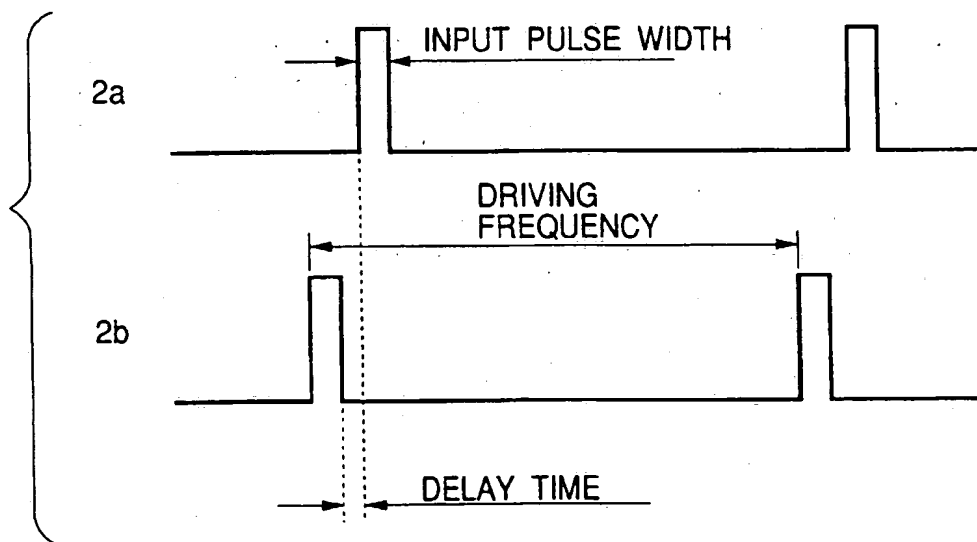 INPUT PULSE WIDTH
2a
DRIVING
FREQUENCY
2b
DELAY TIME